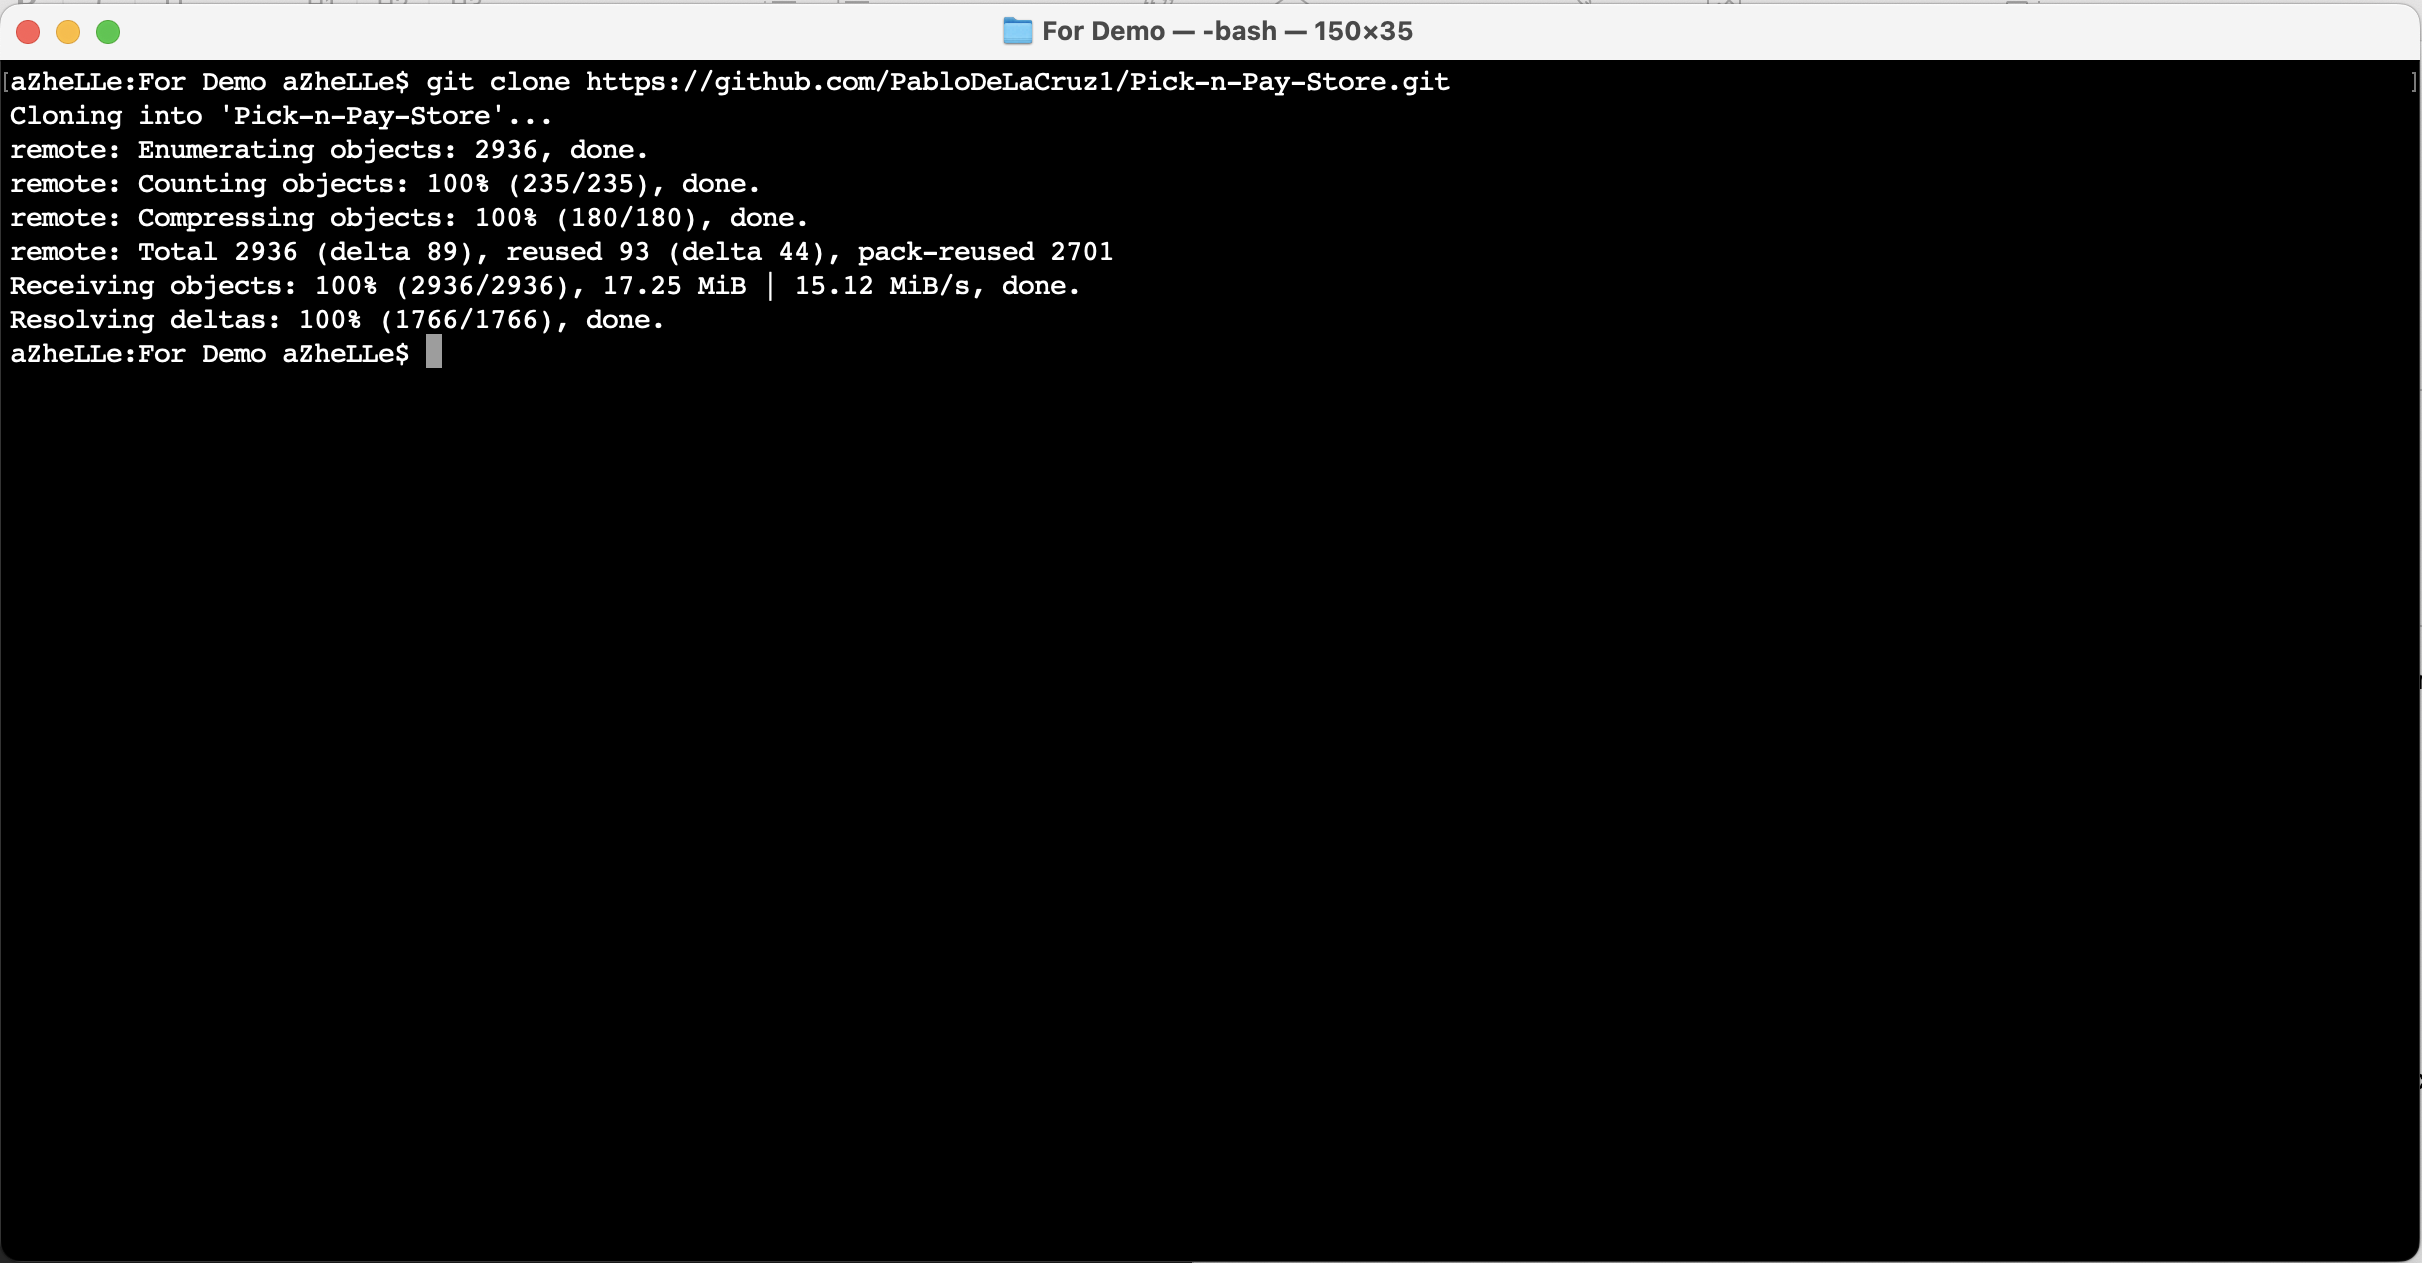 For Demo — -bash — 150×35
[aZheLLe:For Demo aZheLLe$ git clone https://github.com/PabloDeLaCruz1/Pick-n-Pay-Store.git ]
Cloning into 'Pick-n-Pay-Store'...
remote: Enumerating objects: 2936, done.
remote: Counting objects: 100% (235/235), done.
remote: Compressing objects: 100% (180/180), done.
remote: Total 2936 (delta 89), reused 93 (delta 44), pack-reused 2701
Receiving objects: 100% (2936/2936), 17.25 MiB | 15.12 MiB/s, done.
Resolving deltas: 100% (1766/1766), done.
aZheLLe:For Demo aZheLLe$